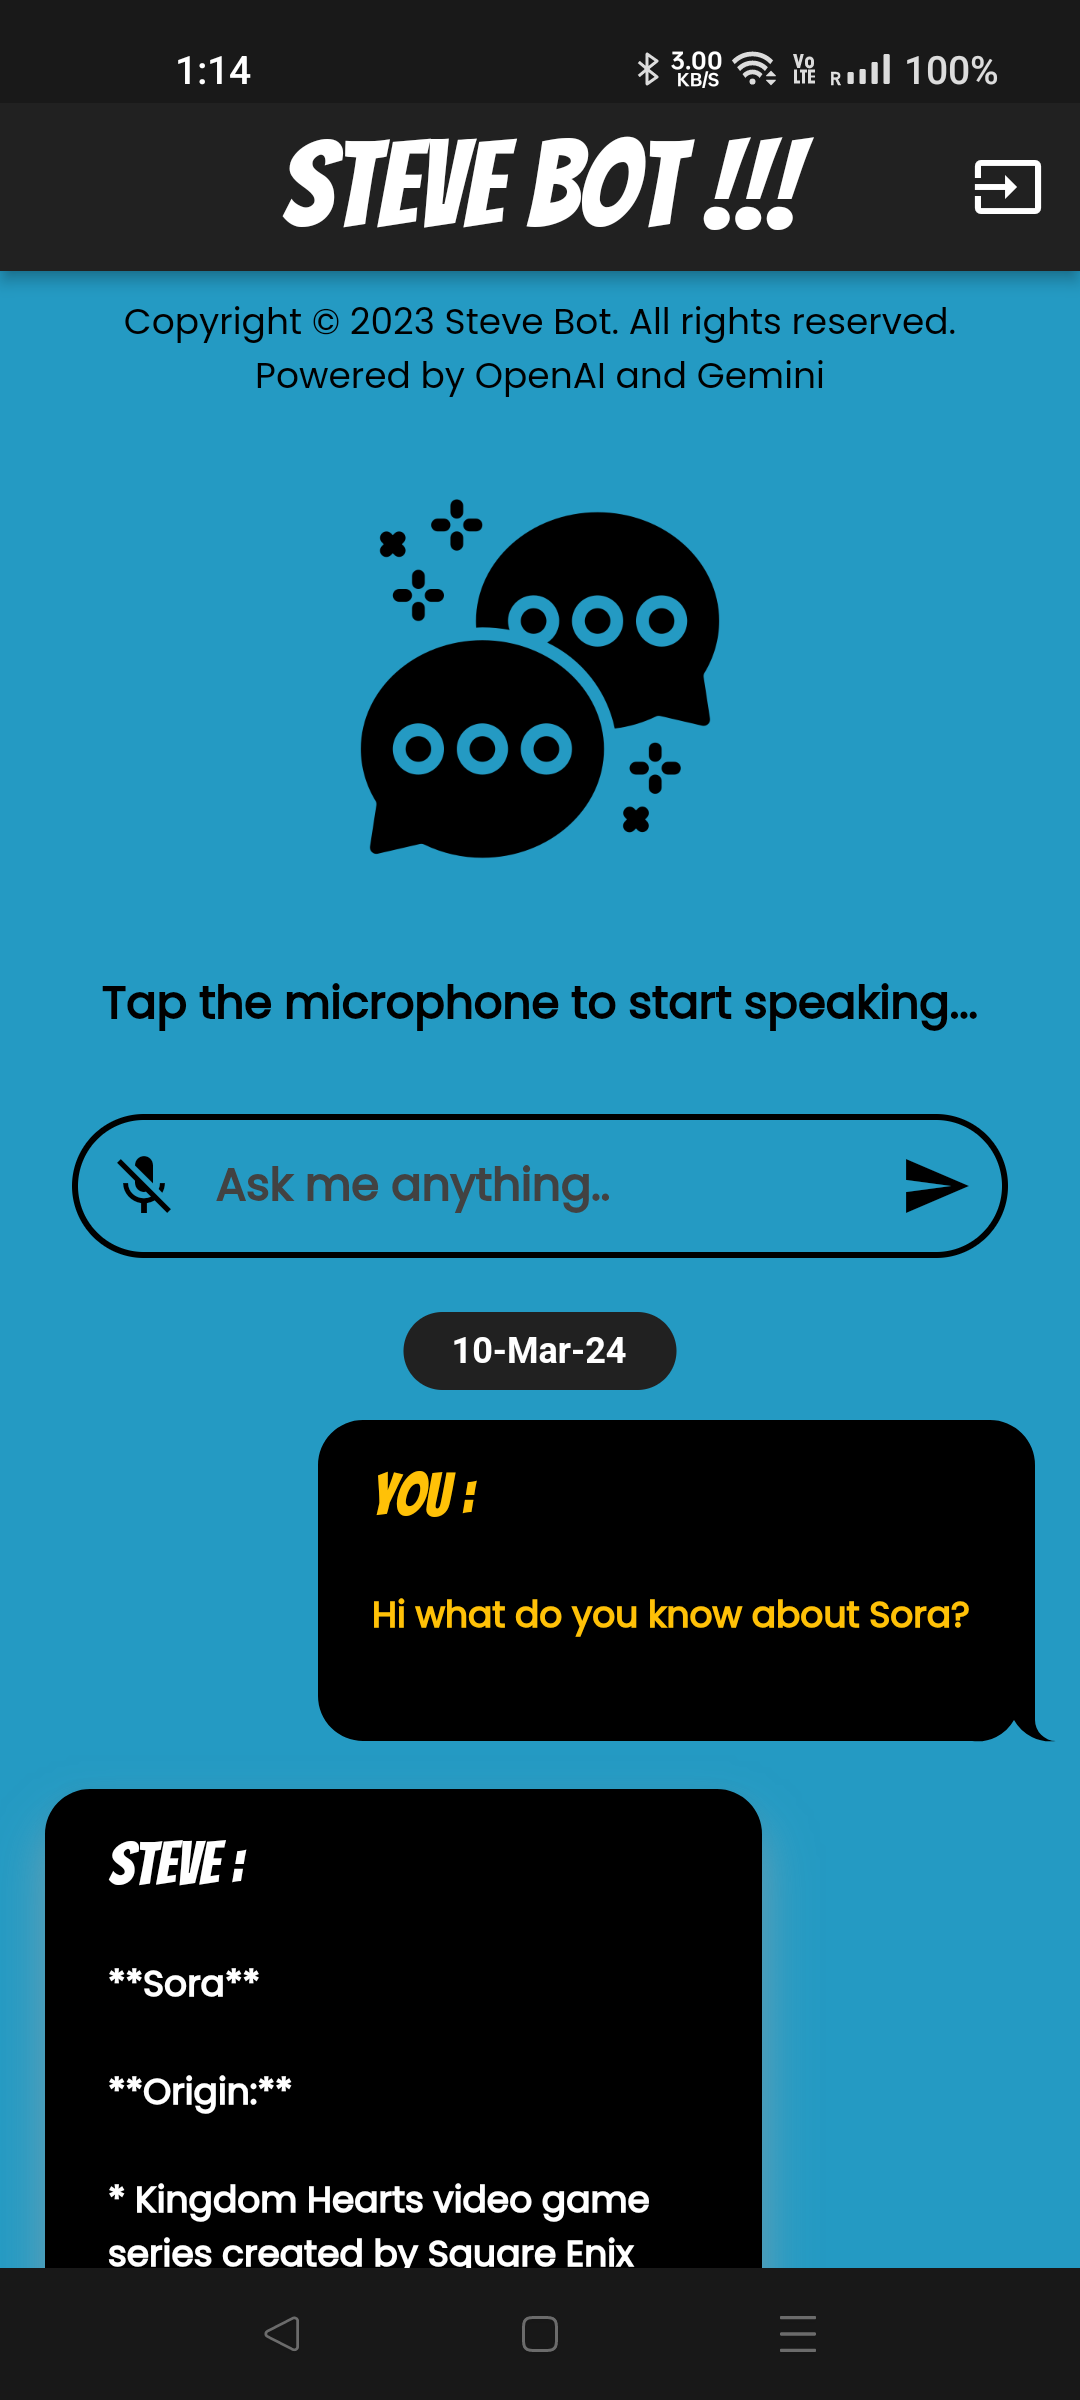 1:14
3.00
KB/S
Vo
LTE
R
100%
STEVE BOT !!!
Copyright © 2023 Steve Bot. All rights reserved.
Powered by OpenAI and Gemini
Tap the microphone to start speaking...
Ask me anything..
10-Mar-24
YOU :
Hi what do you know about Sora?
STEVE :
**Sora**
**Origin:**
* Kingdom Hearts video game
series created by Square Enix